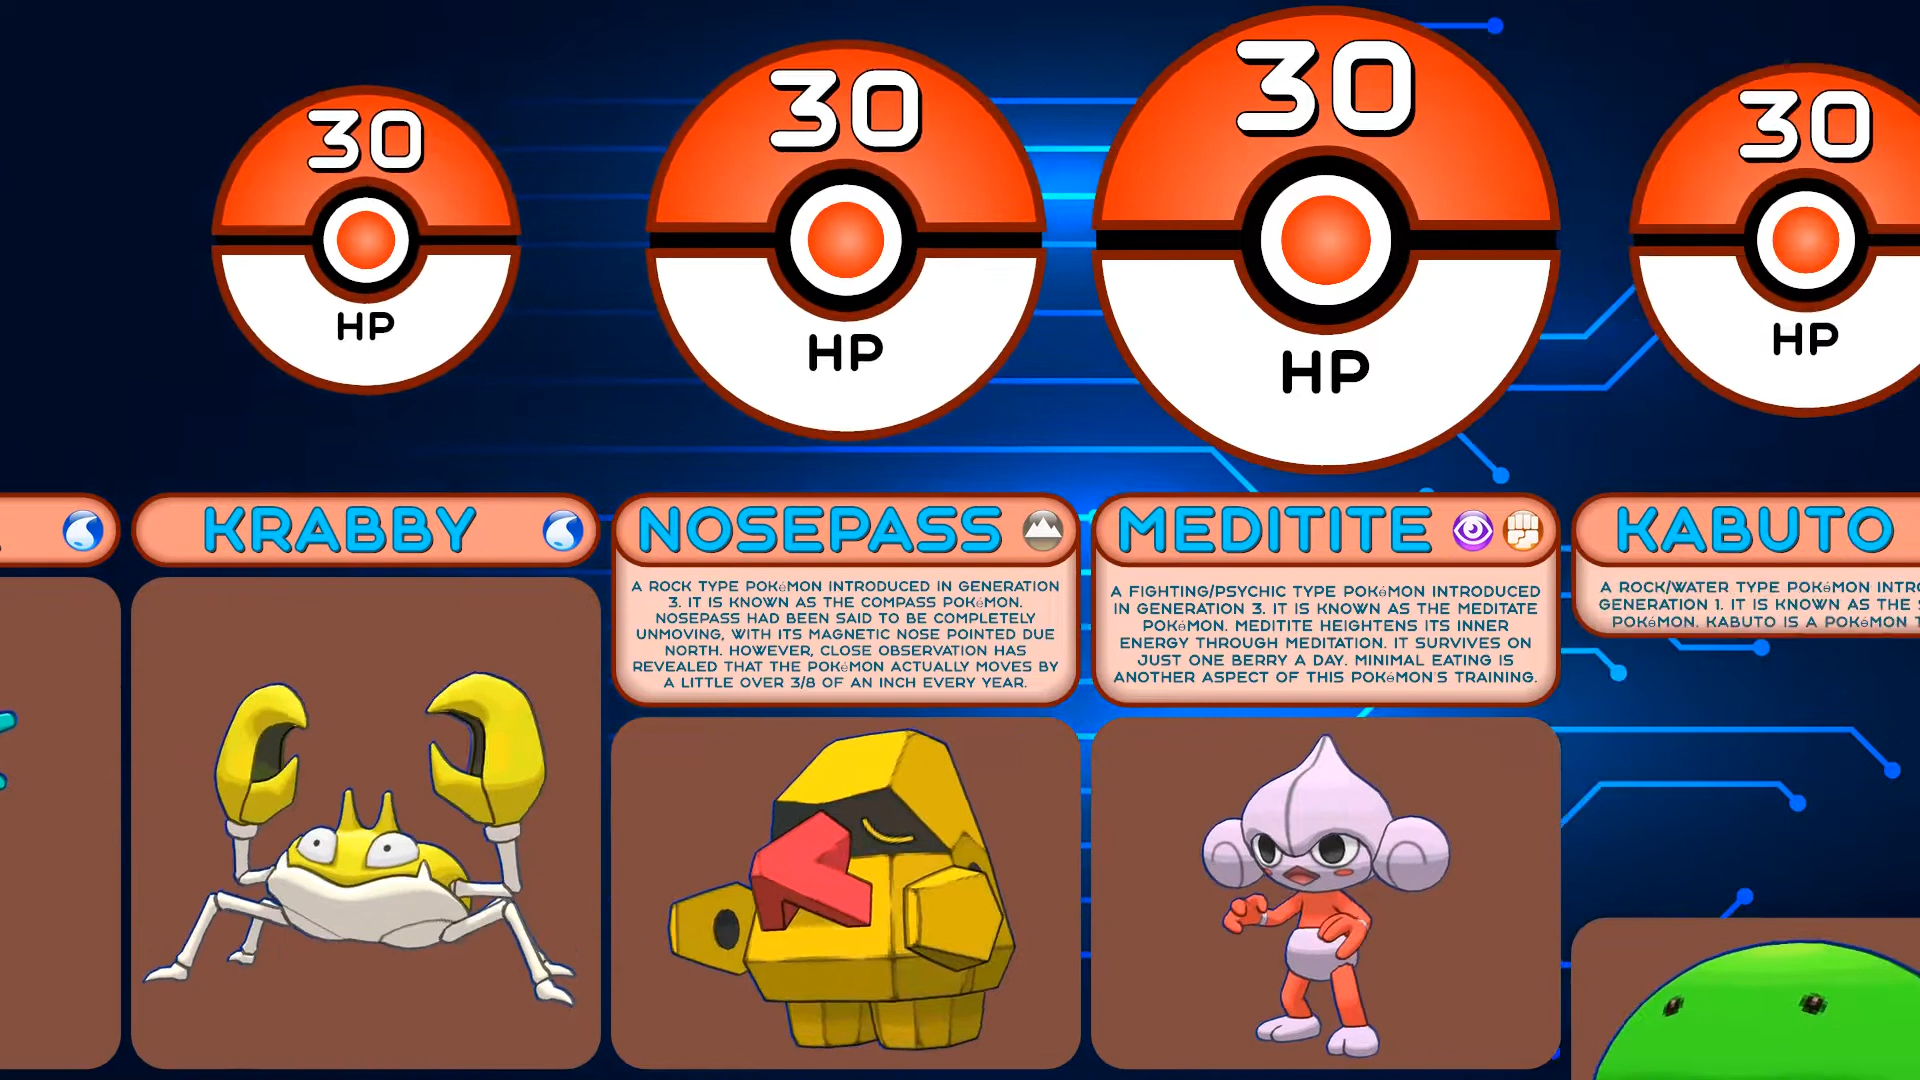 30
HP
30
HP
30
HP
30
HP
KRABBY
NOSEPASS
A ROCK TYPE POKéMON INTRODUCED IN GENERATION
3. IT IS KNOWN AS THE COMPASS POKéMON.
NOSEPASS HAD BEEN SAID TO BE COMPLETELY
UNMOVING, WITH ITS MAGNETIC NOSE POINTED DUE
NORTH. HOWEVER, CLOSE OBSERVATION HAS
REVEALED THAT THE POKéMON ACTUALLY MOVES BY
A LITTLE OVER 3/8 OF AN INCH EVERY YEAR.
MEDITITE
A FIGHTING/PSYCHIC TYPE POKéMON INTRODUCED
IN GENERATION 3. IT IS KNOWN AS THE MEDITATE
POKéMON. MEDITITE HEIGHTENS ITS INNER
ENERGY THROUGH MEDITATION. IT SURVIVES ON
JUST ONE BERRY A DAY. MINIMAL EATING IS
ANOTHER ASPECT OF THIS POKéMON'S TRAINING.
KABUTO
A ROCK/WATER TYPE POKéMON
GENERATION 1. IT IS KNOWN AS THE
POKéMON. KABUTO IS A POKéMON